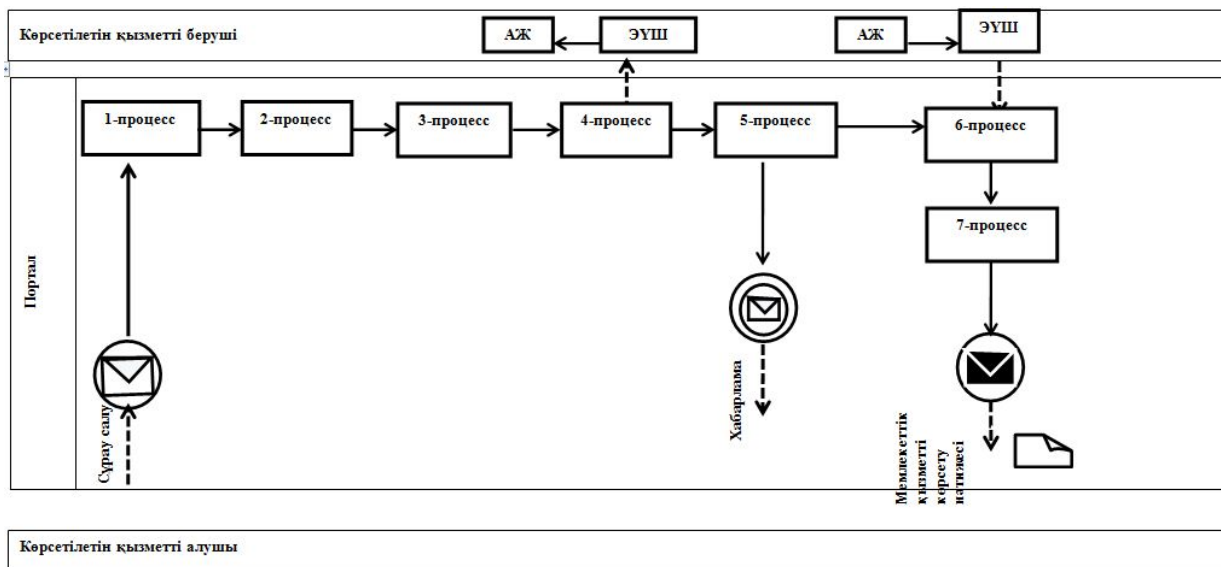 Көрсетілетін қызметті беруші
АЖ
ЭҮШ
АЖ
ЭҮШ
Портал
1-процесс
2-процесс
3-процесс
4-процесс
5-процесс
6-процесс
7-процесс
Сұрау салу
Хабарлама
Мемлекеттік
қызметті
көрсету
нәтижесі
Көрсетілетін қызметті алушы